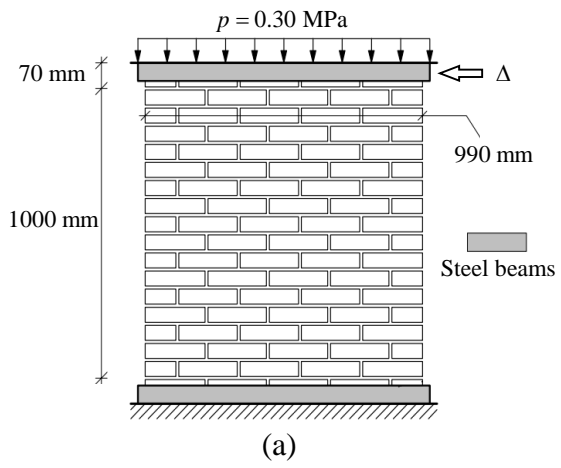 p = 0.30 MPa
70 mm
Δ
990 mm
1000 mm
Steel beams
(a)